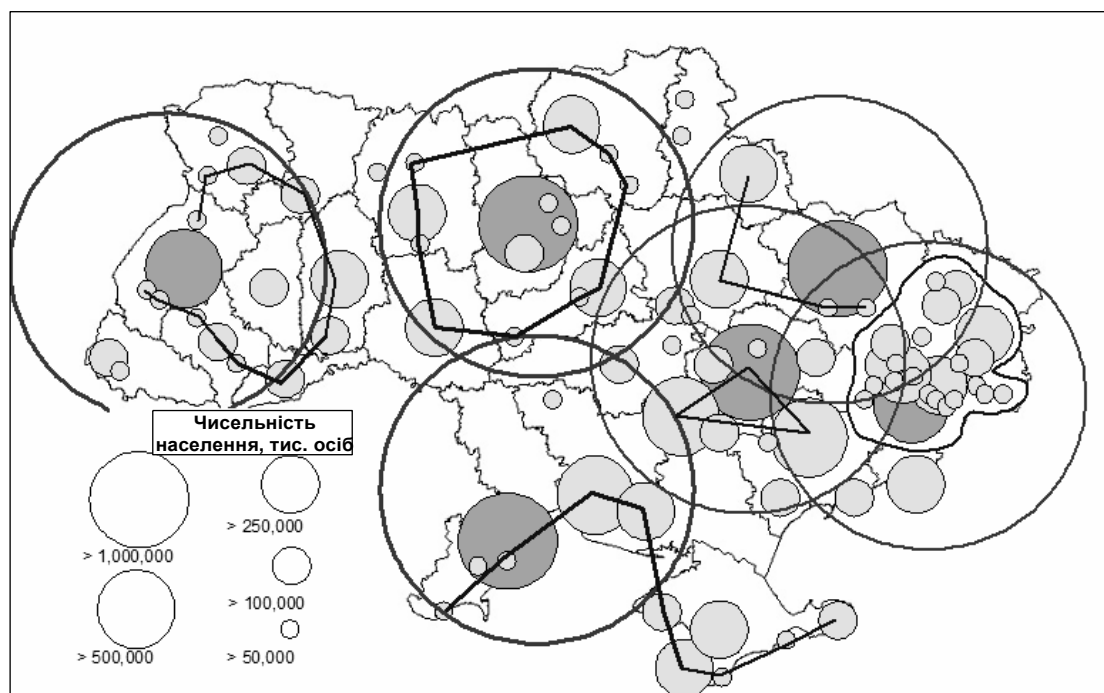 Чисельність
населення, тис. осіб
> 250,000
> 1,000,000
> 100,000
> 500,000
> 50,000